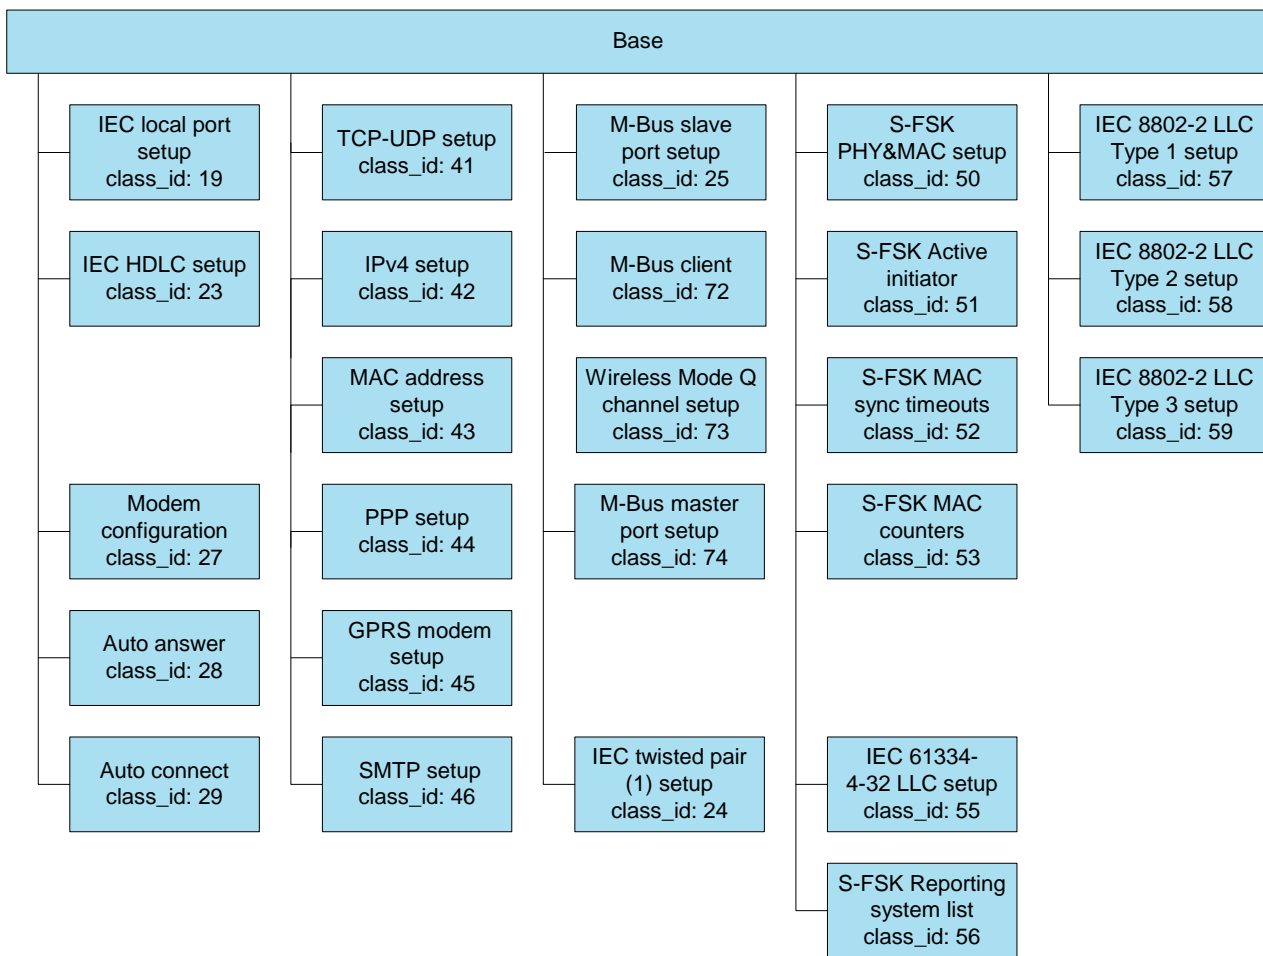 Base
IEC local port
setup
class_id: 19
IEC HDLC setup
class_id: 23
Modem
configuration
class_id: 27
Auto answer
class_id: 28
Auto connect
class_id: 29
TCP-UDP setup
class_id: 41
IPv4 setup
class_id: 42
MAC address
setup
class_id: 43
PPP setup
class_id: 44
GPRS modem
setup
class_id: 45
SMTP setup
class_id: 46
M-Bus slave
port setup
class_id: 25
M-Bus client
class_id: 72
Wireless Mode Q
channel setup
class_id: 73
M-Bus master
port setup
class_id: 74
IEC twisted pair
(1) setup
class_id: 24
S-FSK
PHY&MAC setup
class_id: 50
S-FSK Active
initiator
class_id: 51
S-FSK MAC
sync timeouts
class_id: 52
S-FSK MAC
counters
class_id: 53
IEC 61334-
4-32 LLC setup
class_id: 55
S-FSK Reporting
system list
class_id: 56
IEC 8802-2 LLC
Type 1 setup
class_id: 57
IEC 8802-2 LLC
Type 2 setup
class_id: 58
IEC 8802-2 LLC
Type 3 setup
class_id: 59